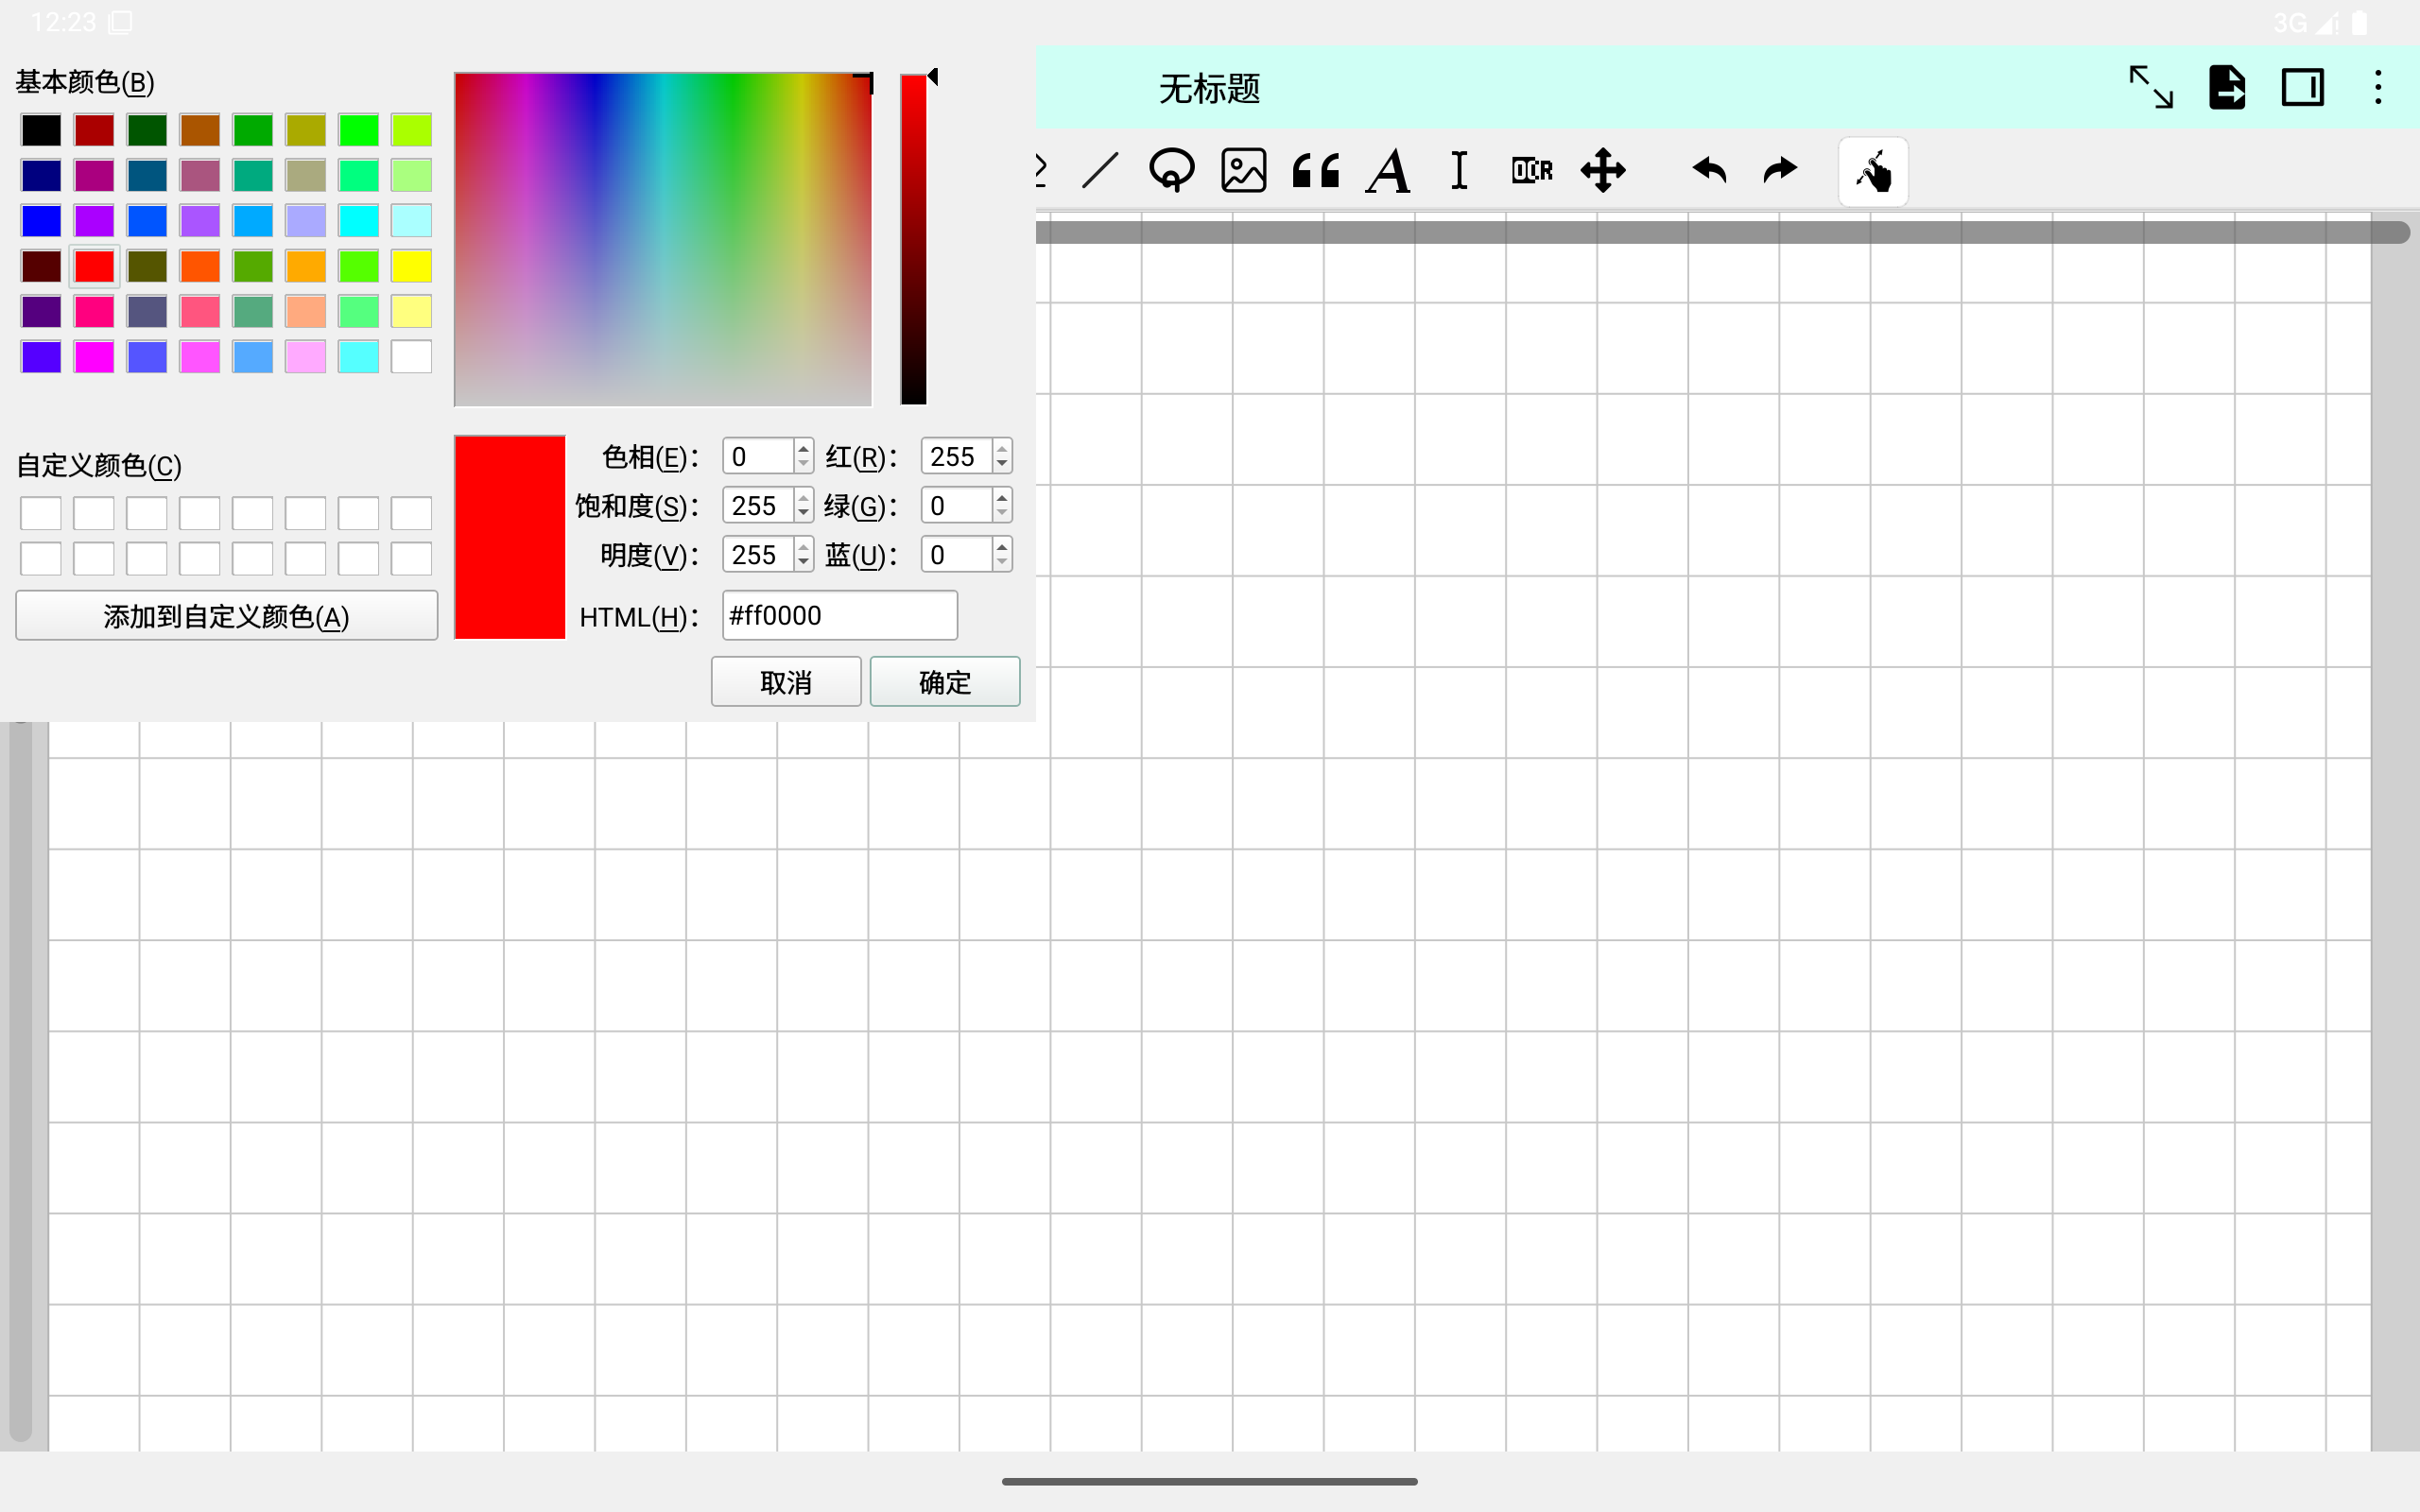 12:23
3G
基本颜色(B)
无标题
OCR
色相(E): 0 红(R): 255
自定义颜色(C)
饱和度(S): 255 绿(G): 0
明度(V): 255 蓝(U): 0
添加到自定义颜色(A)
HTML(H): #ff0000
取消 确定